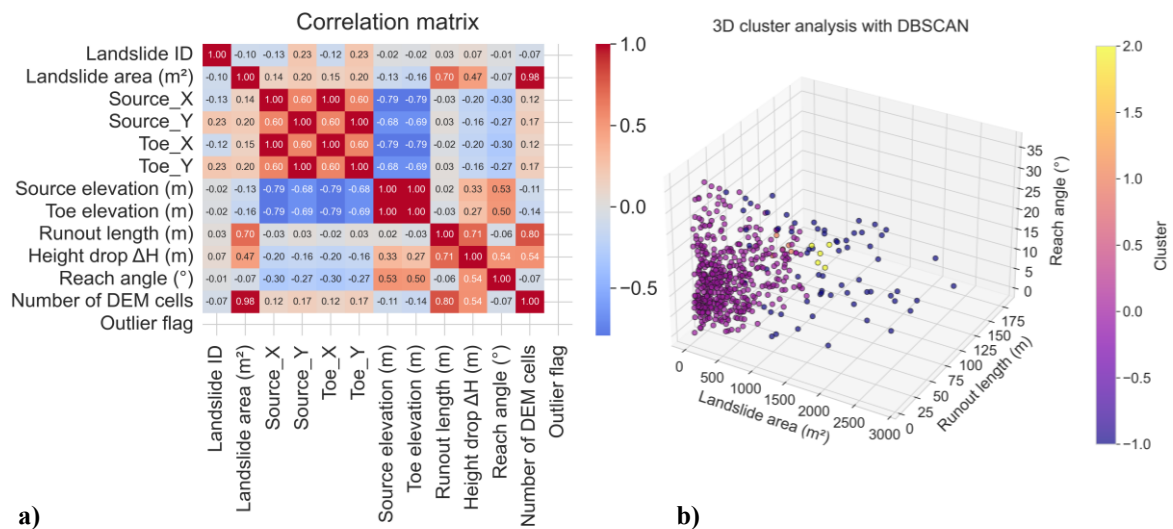 Correlation matrix
Landslide ID 1.00 -0.10 -0.13 0.23 -0.12 0.23 -0.02 -0.02 0.03 0.07 -0.01 -0.07
Landslide area (m²) -0.10 1.00 0.14 0.20 0.15 0.20 -0.13 -0.16 0.70 0.47 -0.07 0.98
Source_X -0.13 0.14 1.00 0.60 1.00 0.60 -0.79 -0.79 -0.03 -0.20 -0.30 0.12
Source_Y 0.23 0.20 0.60 1.00 0.60 1.00 -0.68 -0.69 0.03 -0.16 -0.27 0.17
Toe_X -0.12 0.15 1.00 0.60 1.00 0.60 -0.79 -0.79 -0.02 -0.20 -0.30 0.12
Toe_Y 0.23 0.20 0.60 1.00 0.60 1.00 -0.68 -0.69 0.03 -0.16 -0.27 0.17
Source elevation (m) -0.02 -0.13 -0.79 -0.68 -0.79 -0.68 1.00 1.00 0.02 0.33 0.53 -0.11
Toe elevation (m) -0.02 -0.16 -0.79 -0.69 -0.79 -0.69 1.00 1.00 -0.03 0.27 0.50 -0.14
Runout length (m) 0.03 0.70 -0.03 0.03 -0.02 0.03 0.02 -0.03 1.00 0.71 -0.06 0.80
Height drop ΔH (m) 0.07 0.47 -0.20 -0.16 -0.20 -0.16 0.33 0.27 0.71 1.00 0.54 0.54
Reach angle (°) -0.01 -0.07 -0.30 -0.27 -0.30 -0.27 0.53 0.50 -0.06 0.54 1.00 -0.07
Number of DEM cells -0.07 0.98 0.12 0.17 0.12 0.17 -0.11 -0.14 0.80 0.54 -0.07 1.00
Outlier flag
Landslide ID
Landslide area (m²)
Source_X
Source_Y
Toe_X
Toe_Y
Source elevation (m)
Toe elevation (m)
Runout length (m)
Height drop ΔH (m)
Reach angle (°)
Number of DEM cells
Outlier flag
1.0
0.5
0.0
−0.5
a)
3D cluster analysis with DBSCAN
35
30
25
20
15
10
5
0
Reach angle (°)
0
500
1000
1500
2000
2500
3000
Landslide area (m²)
0
25
50
75
100
125
150
175
Runout length (m)
2.0
1.5
1.0
0.5
0.0
−0.5
−1.0
Cluster
b)